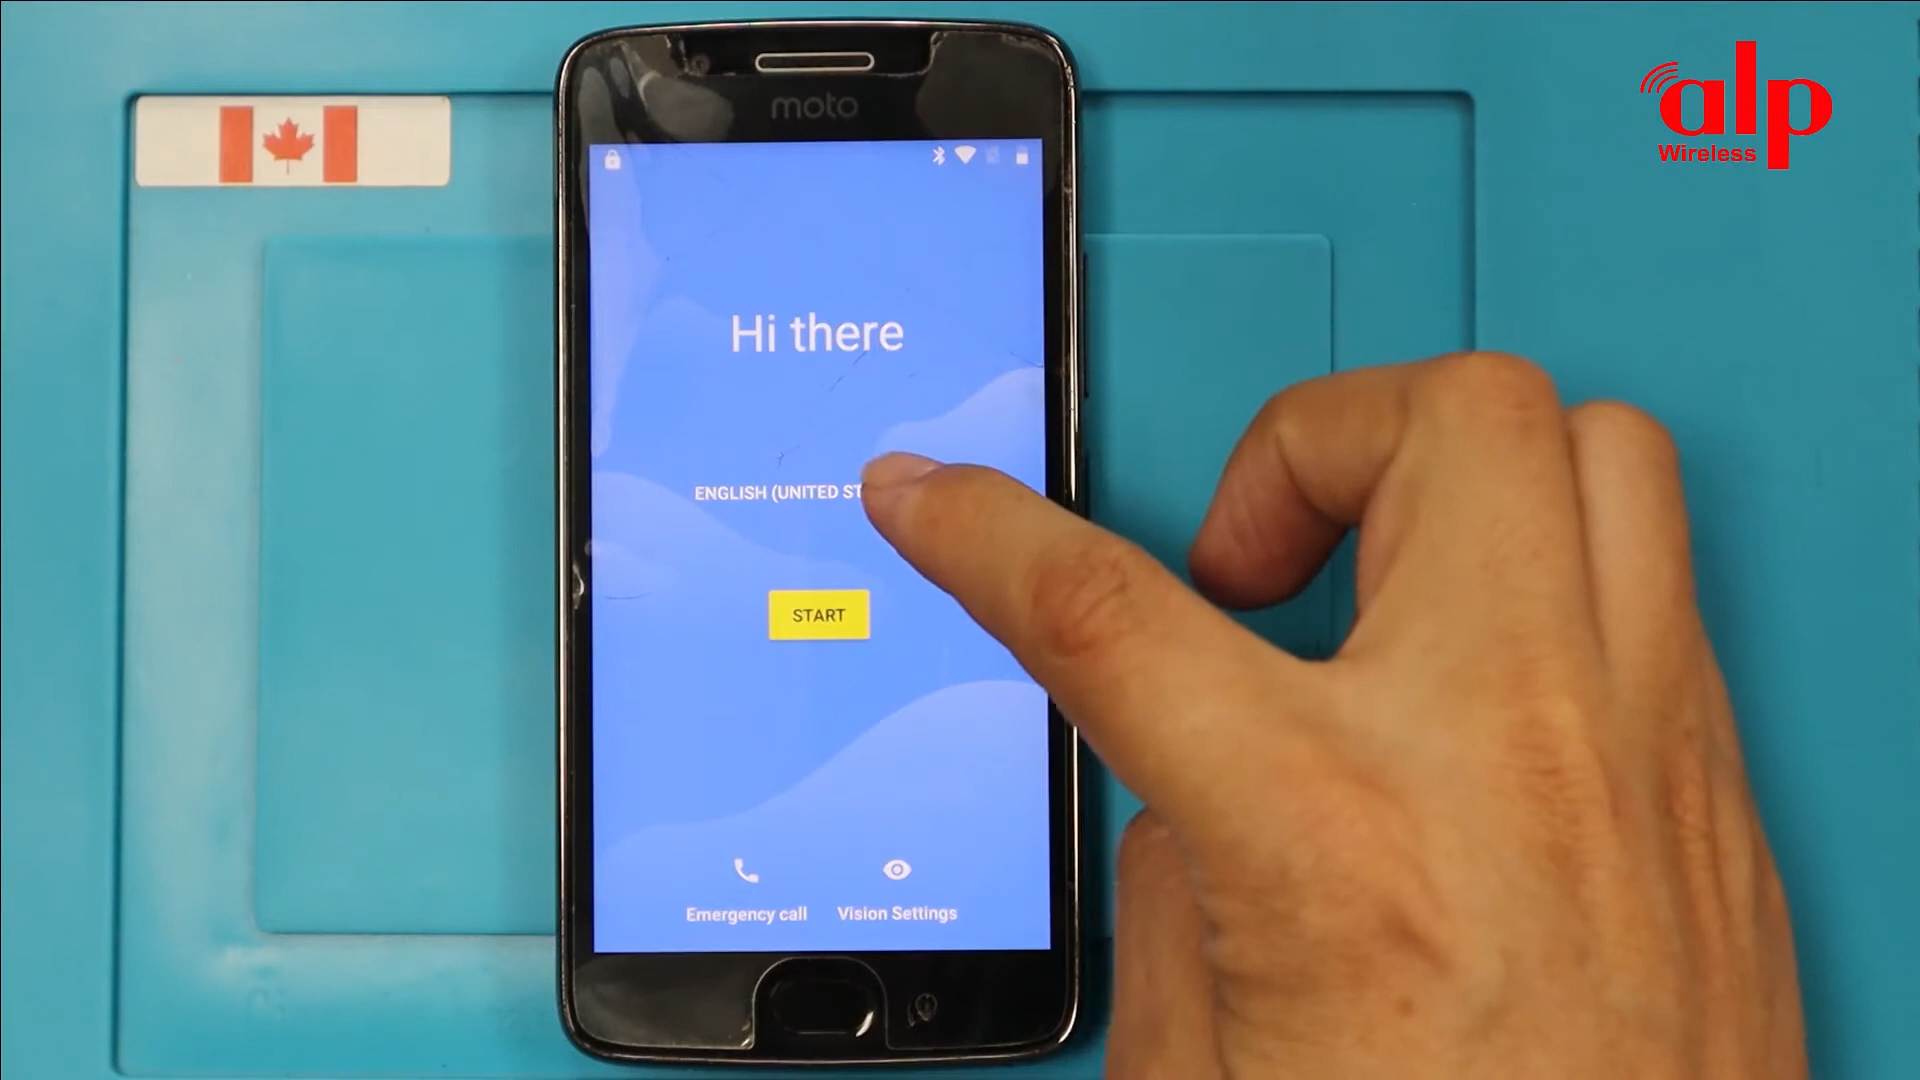 alp
Wireless
moto
Hi there
ENGLISH (UNITED ST
START
Emergency call
Vision Settings